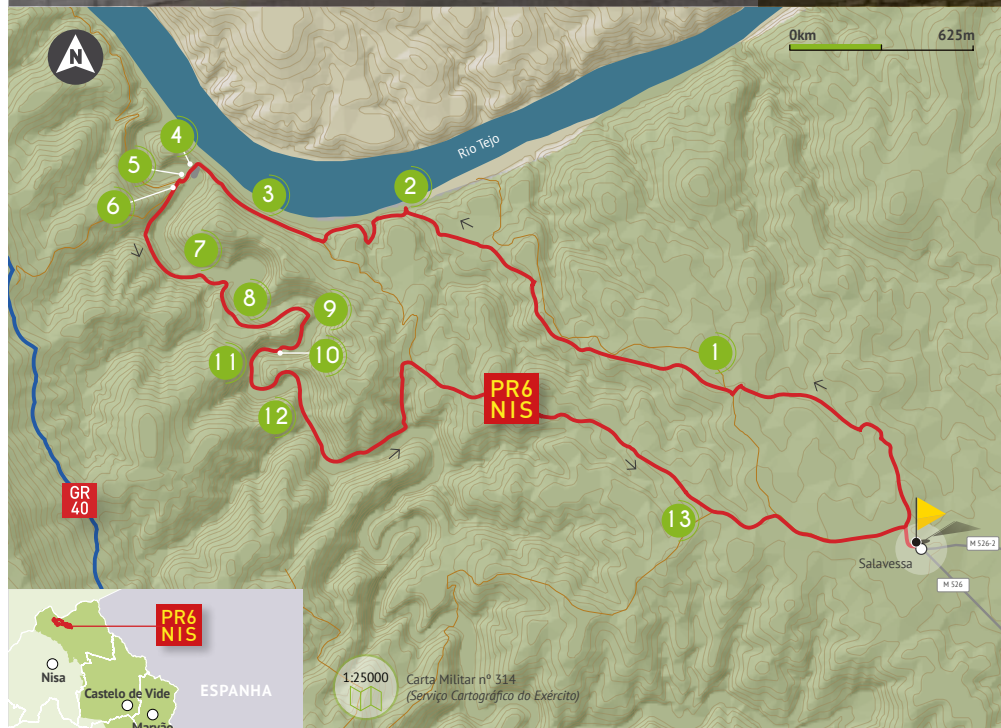 N
0km 625m
Rio Tejo
4
5
6
3
2
7
8
9
10
11
12
1
PR6
NIS
13
GR
40
Salavessa
M 526-2
M 526
PR6
NIS
Nisa
Castelo de Vide
Marvão
ESPANHA
1:25000
Carta Militar nº 314
(Serviço Cartográfico do Exército)